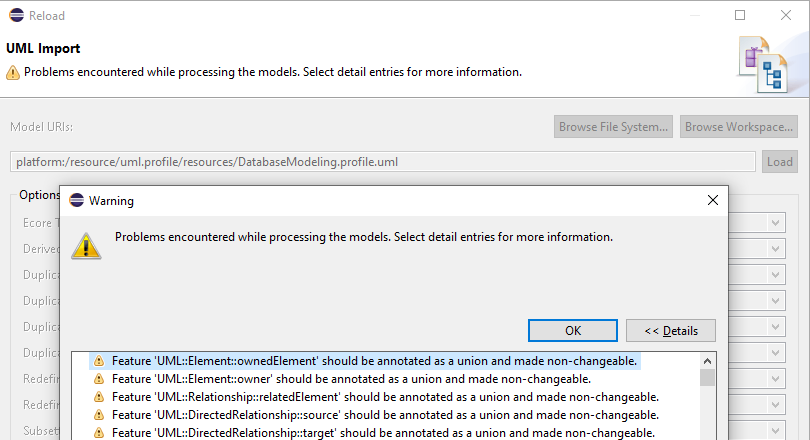 Reload
UML Import
Problems encountered while processing the models. Select detail entries for more information.
Model URIs:
Browse File System...
Browse Workspace...
platform:/resource/uml.profile/resources/DatabaseModeling.profile.uml
Load
Options
Ecore T
Derived
Duplica
Duplica
Duplica
Duplica
Redefin
Redefin
Subsett
Warning
Problems encountered while processing the models. Select detail entries for more information.
OK
<< Details
Feature 'UML::Element::ownedElement' should be annotated as a union and made non-changeable.
Feature 'UML::Element::owner' should be annotated as a union and made non-changeable.
Feature 'UML::Relationship::relatedElement' should be annotated as a union and made non-changeable.
Feature 'UML::DirectedRelationship::source' should be annotated as a union and made non-changeable.
Feature 'UML::DirectedRelationship::target' should be annotated as a union and made non-changeable.